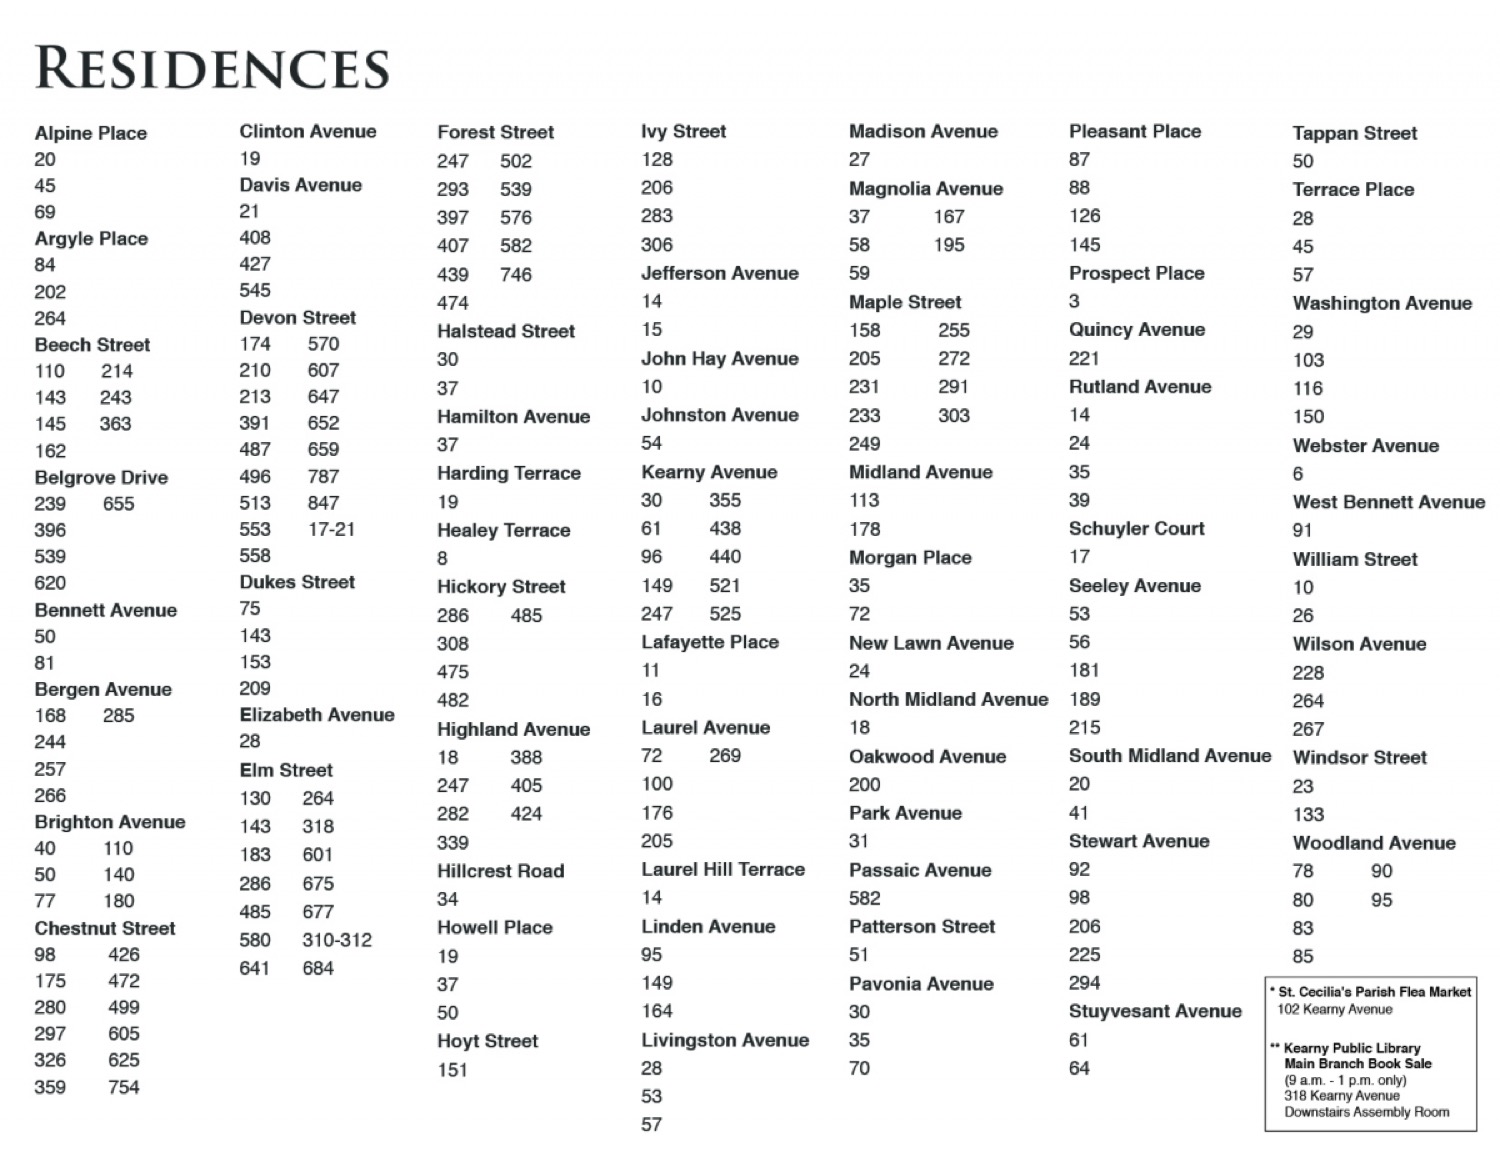 RESIDENCES
Alpine Place
20
45
69
Argyle Place
84
202
264
Beech Street
110 214
143 243
145 363
162
Belgrove Drive
239 655
396
539
620
Bennett Avenue
50
81
Bergen Avenue
168 285
244
257
266
Brighton Avenue
40 110
50 140
77 180
Chestnut Street
98 426
175 472
280 499
297 605
326 625
359 754
Clinton Avenue
19
Davis Avenue
21
408
427
545
Devon Street
174 570
210 607
213 647
391 652
487 659
496 787
513 847
553 17-21
558
Dukes Street
75
143
153
209
Elizabeth Avenue
28
Elm Street
130 264
143 318
183 601
286 675
485 677
580 310-312
641 684
Forest Street
247 502
293 539
397 576
407 582
439 746
474
Halstead Street
30
37
Hamilton Avenue
37
Harding Terrace
19
Healey Terrace
8
Hickory Street
286 485
308
475
482
Highland Avenue
18 388
247 405
282 424
339
Hillcrest Road
34
Howell Place
19
37
50
Hoyt Street
151
Ivy Street
128
206
283
306
Jefferson Avenue
14
15
John Hay Avenue
10
Johnston Avenue
54
Kearny Avenue
30 355
61 438
96 440
149 521
247 525
Lafayette Place
11
16
Laurel Avenue
72 269
100
176
205
Laurel Hill Terrace
14
Linden Avenue
95
149
164
Livingston Avenue
28
53
57
Madison Avenue
27
Magnolia Avenue
37 167
58 195
59
Maple Street
158 255
205 272
231 291
233 303
249
Midland Avenue
113
178
Morgan Place
35
72
New Lawn Avenue
24
North Midland Avenue
18
Oakwood Avenue
200
Park Avenue
31
Passaic Avenue
582
Patterson Street
51
Pavonia Avenue
30
35
70
Pleasant Place
87
88
126
145
Prospect Place
3
Quincy Avenue
221
Rutland Avenue
14
24
35
39
Schuyler Court
17
Seeley Avenue
53
56
181
189
215
South Midland Avenue
20
41
Stewart Avenue
92
98
206
225
294
Stuyvesant Avenue
61
64
Tappan Street
50
Terrace Place
28
45
57
Washington Avenue
29
103
116
150
Webster Avenue
6
West Bennett Avenue
91
William Street
10
26
Wilson Avenue
228
264
267
Windsor Street
23
133
Woodland Avenue
78 90
80 95
83
85
* St. Cecilia's Parish Flea Market
102 Kearny Avenue
** Kearny Public Library
Main Branch Book Sale
(9 a.m. - 1 p.m. only)
318 Kearny Avenue
Downstairs Assembly Room